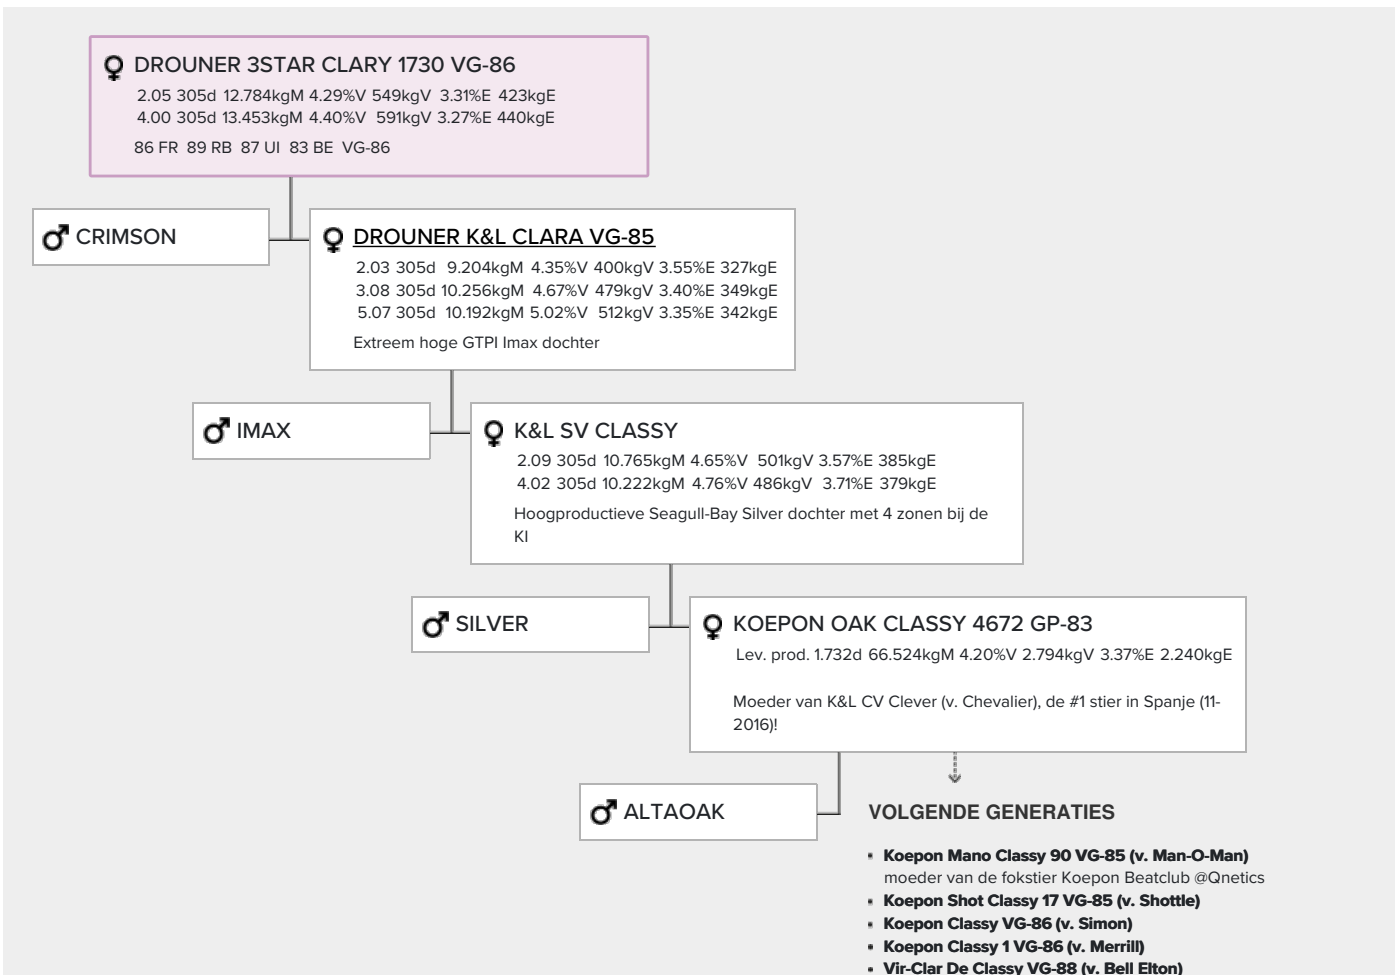 DROUNER 3STAR CLARY 1730 VG-86
2.05 305d 12.784kgM 4.29%V 549kgV 3.31%E 423kgE
4.00 305d 13.453kgM 4.40%V 591kgV 3.27%E 440kgE
86 FR 89 RB 87 UI 83 BE VG-86
CRIMSON
DROUNER K&L CLARA VG-85
2.03 305d 9.204kgM 4.35%V 400kgV 3.55%E 327kgE
3.08 305d 10.256kgM 4.67%V 479kgV 3.40%E 349kgE
5.07 305d 10.192kgM 5.02%V 512kgV 3.35%E 342kgE
Extreem hoge GTPI Imax dochter
IMAX
K&L SV CLASSY
2.09 305d 10.765kgM 4.65%V 501kgV 3.57%E 385kgE
4.02 305d 10.222kgM 4.76%V 486kgV 3.71%E 379kgE
Hoogproductieve Seagull-Bay Silver dochter met 4 zonen bij de
KI
SILVER
KOEPON OAK CLASSY 4672 GP-83
Lev. prod. 1.732d 66.524kgM 4.20%V 2.794kgV 3.37%E 2.240kgE
Moeder van K&L CV Clever (v. Chevalier), de #1 stier in Spanje (11-
2016)!
ALTAOAK
VOLGENDE GENERATIES
Koepon Mano Classy 90 VG-85 (v. Man-O-Man)
moeder van de fokstier Koepon Beatclub @Qnetics
Koepon Shot Classy 17 VG-85 (v. Shottle)
Koepon Classy VG-86 (v. Simon)
Koepon Classy 1 VG-86 (v. Merrill)
Vir-Clar De Classy VG-88 (v. Bell Elton)